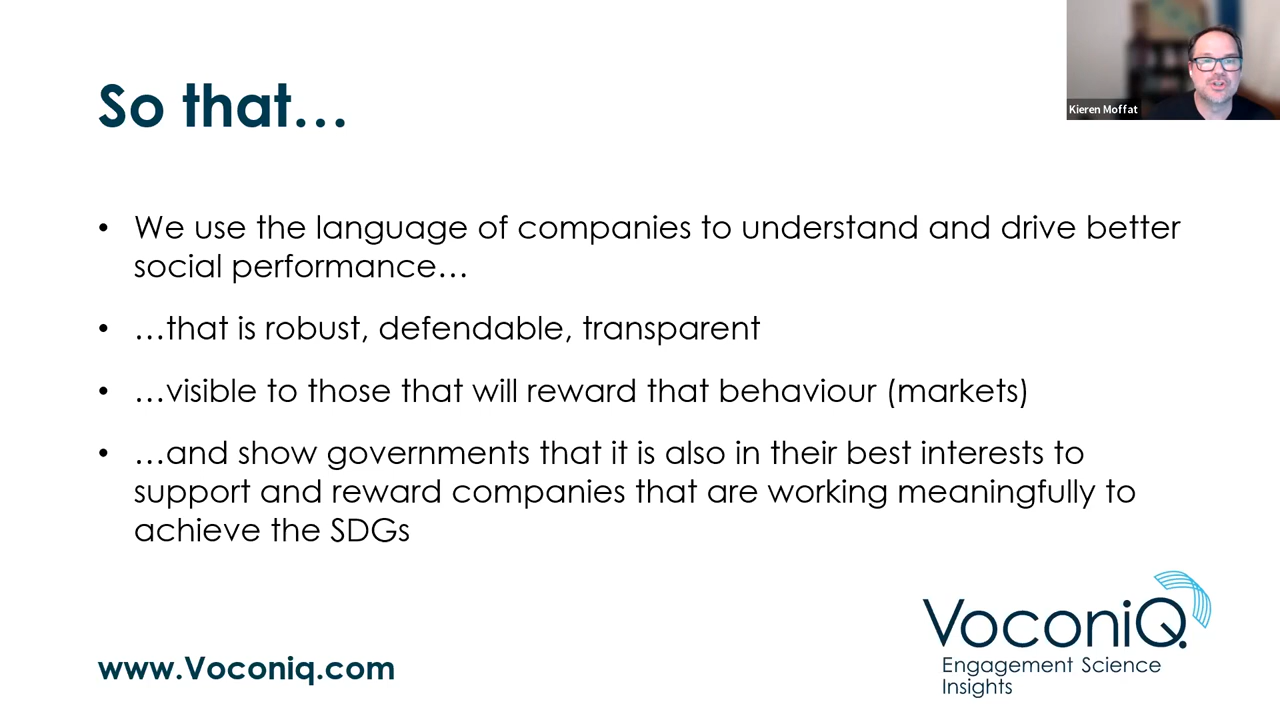 So that…
Kieren Moffat
• We use the language of companies to understand and drive better
social performance…
• …that is robust, defendable, transparent
• …visible to those that will reward that behaviour (markets)
• …and show governments that it is also in their best interests to
support and reward companies that are working meaningfully to
achieve the SDGs
www.Voconiq.com
VoconiQ
Engagement Science
Insights